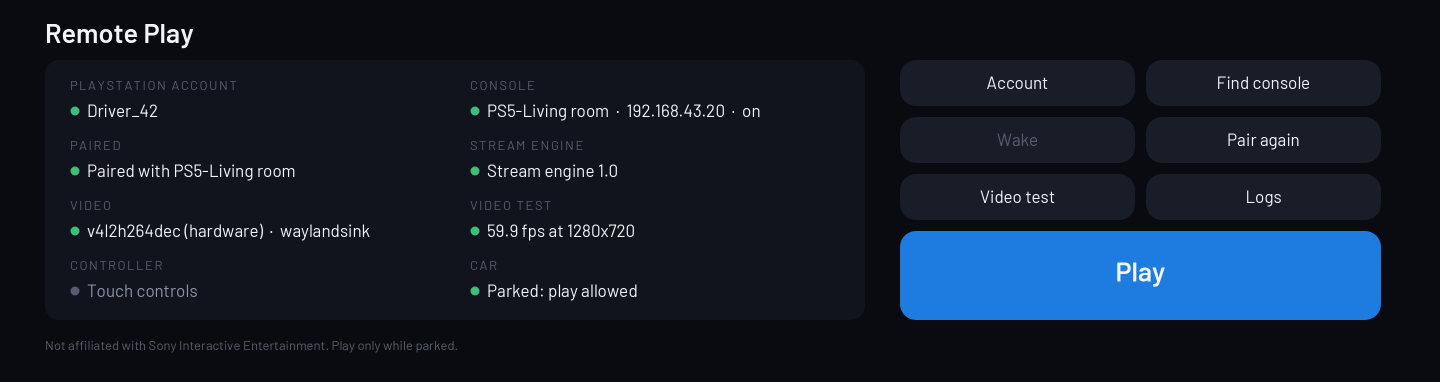 Remote Play
PLAYSTATION ACCOUNT
Driver_42
CONSOLE
PS5-Living room · 192.168.43.20 · on
PAIRED
Paired with PS5-Living room
STREAM ENGINE
Stream engine 1.0
VIDEO
v4l2h264dec (hardware) · waylandsink
VIDEO TEST
59.9 fps at 1280x720
CONTROLLER
Touch controls
CAR
Parked: play allowed
Account
Find console
Wake
Pair again
Video test
Logs
Play
Not affiliated with Sony Interactive Entertainment. Play only while parked.